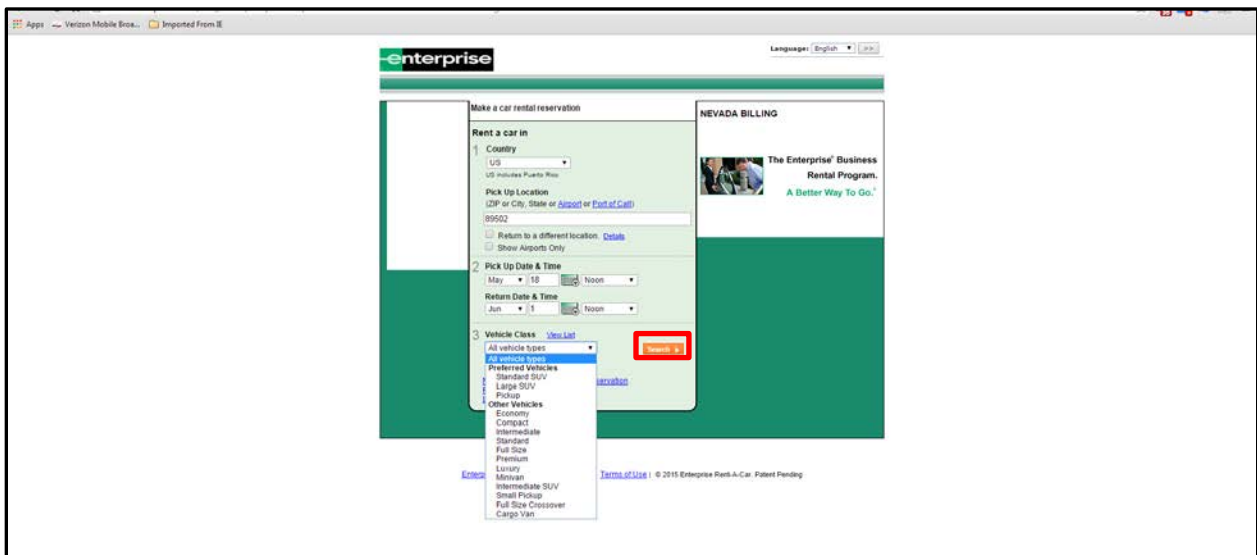 Apps Verizon Mobile Broa... Imported From IE
enterprise
Language: English >>
Make a car rental reservation
NEVADA BILLING
Rent a car in
1 Country
US
US includes Puerto Rico
The Enterprise® Business
Rental Program.
A Better Way To Go.
Pick Up Location
(ZIP or City, State or Airport or Port of Call)
89502
Return to a different location. Details
Show Airports Only
2 Pick Up Date & Time
May 18 Noon
Return Date & Time
Jun 1 Noon
3 Vehicle Class View List
All vehicle types
Search
All vehicle types
Preferred Vehicles
Standard SUV
Large SUV
Pickup
Other Vehicles
Economy
Compact
Intermediate
Standard
Full Size
Premium
Luxury
Minivan
Intermediate SUV
Small Pickup
Full Size Crossover
Cargo Van
Terms of Use | © 2015 Enterprise Rent-A-Car. Patent Pending